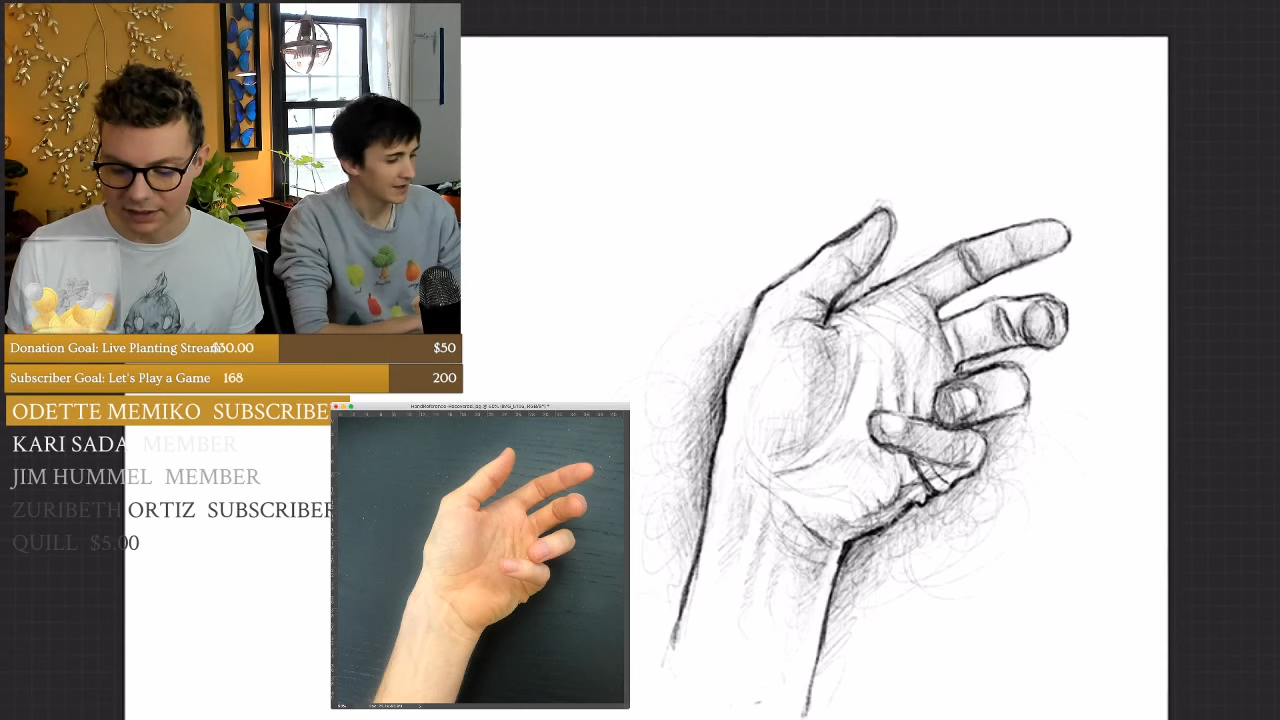 Donation Goal: Live Planting Stream $30.00 $50
Subscriber Goal: Let's Play a Game 168 200
ODETTE MEMIKO SUBSCRIBE
KARI SADA MEMBER
JIM HUMMEL MEMBER
ZURIBETH ORTIZ SUBSCRIBER
QUILL $5.00